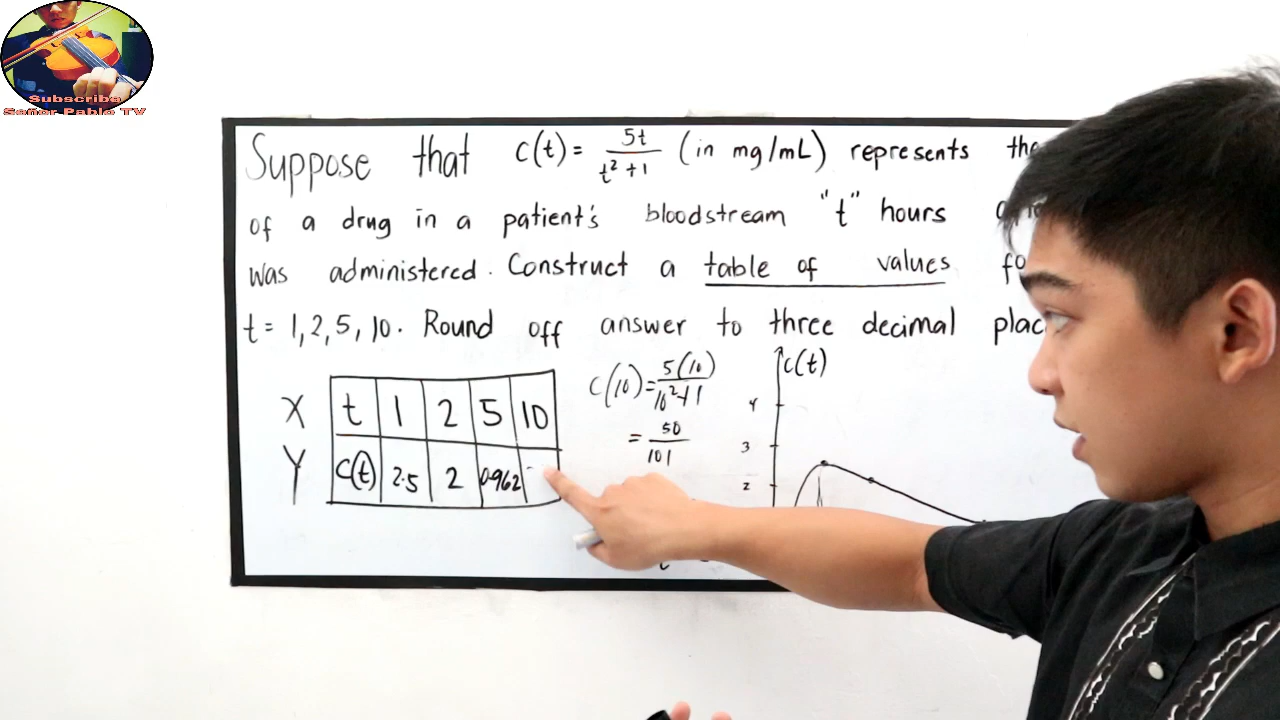 Subscribe
Señor Pablo TV
Suppose that c(t) = 5t/(t² + 1) (in mg/mL) represents the
of a drug in a patient's bloodstream "t" hours
was administered. Construct a table of values
t = 1, 2, 5, 10. Round off answer to three decimal
X t 1 2 5 10
Y c(t) 2.5 2 0.962
c(10) = 5(10)/(10² + 1)
= 50/101
c(t)
4
3
2